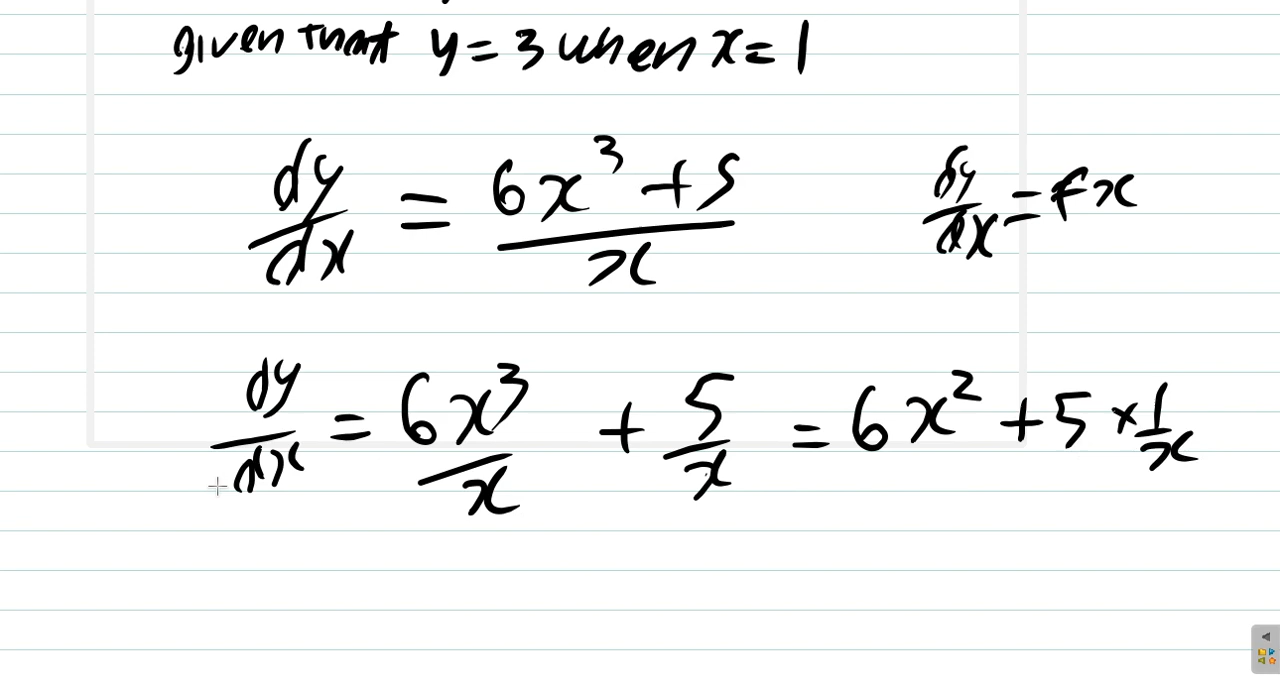 given that y = 3 when x = 1
dy/dx = (6x³ + 5)/x    dy/dx = fx
dy/dx = 6x³/x + 5/x = 6x² + 5 × 1/x